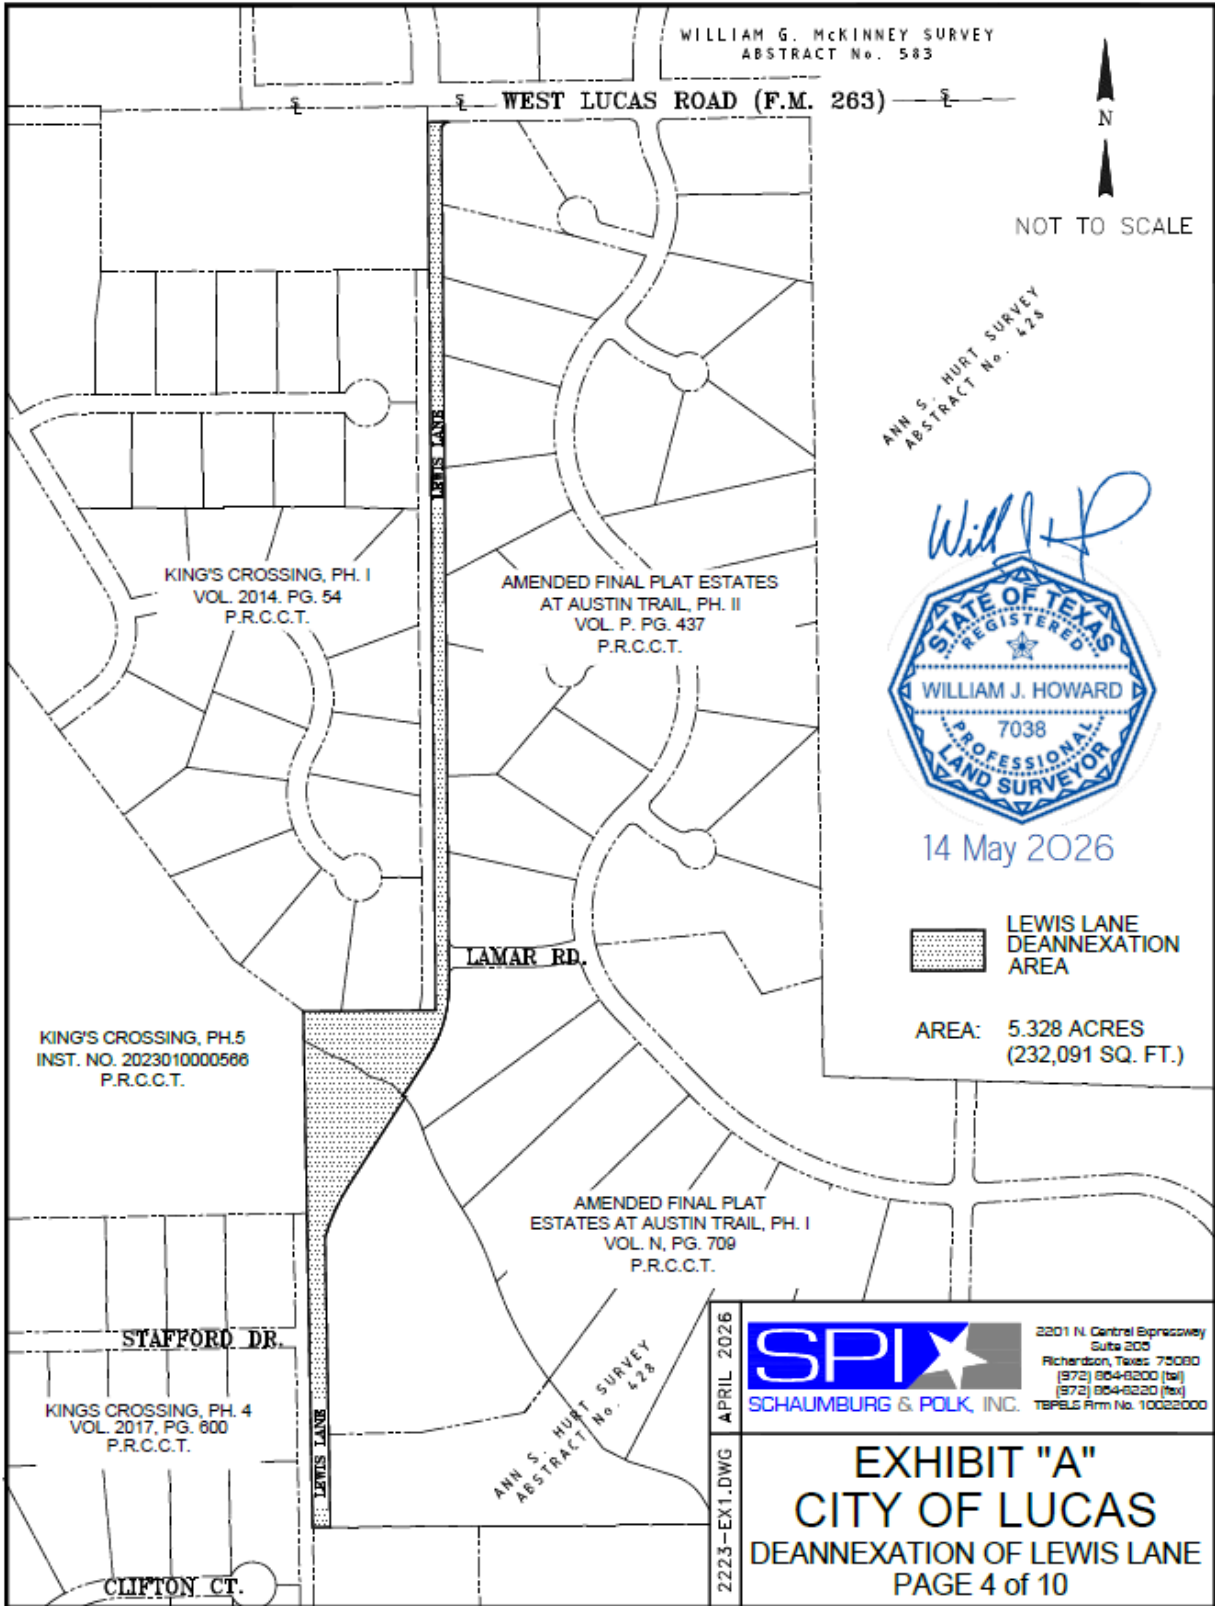 WILLIAM G. McKINNEY SURVEY
ABSTRACT No. 583
WEST LUCAS ROAD (F.M. 263)
N
NOT TO SCALE
ANN S. HURT SURVEY
ABSTRACT No. 428
LEWIS LANE
KING'S CROSSING, PH. I
VOL. 2014. PG. 54
P.R.C.C.T.
AMENDED FINAL PLAT ESTATES
AT AUSTIN TRAIL, PH. II
VOL. P. PG. 437
P.R.C.C.T.
STATE OF TEXAS
REGISTERED
WILLIAM J. HOWARD
7038
PROFESSIONAL
LAND SURVEYOR
14 May 2026
LEWIS LANE
DEANNEXATION
AREA
LAMAR RD.
AREA: 5.328 ACRES
(232,091 SQ. FT.)
KING'S CROSSING, PH.5
INST. NO. 2023010000566
P.R.C.C.T.
AMENDED FINAL PLAT
ESTATES AT AUSTIN TRAIL, PH. I
VOL. N, PG. 709
P.R.C.C.T.
STAFFORD DR.
KINGS CROSSING, PH. 4
VOL. 2017, PG. 600
P.R.C.C.T.
LEWIS LANE
ANN S. HURT SURVEY
ABSTRACT No. 428
CLIFTON CT.
APRIL 2026
2223-EX1.DWG
SPI
SCHAUMBURG & POLK, INC.
2201 N. Central Expressway
Suite 205
Richardson, Texas 75080
(972) 864-8200 (tel)
(972) 864-8220 (fax)
TBPELS Firm No. 10022000
EXHIBIT "A"
CITY OF LUCAS
DEANNEXATION OF LEWIS LANE
PAGE 4 of 10